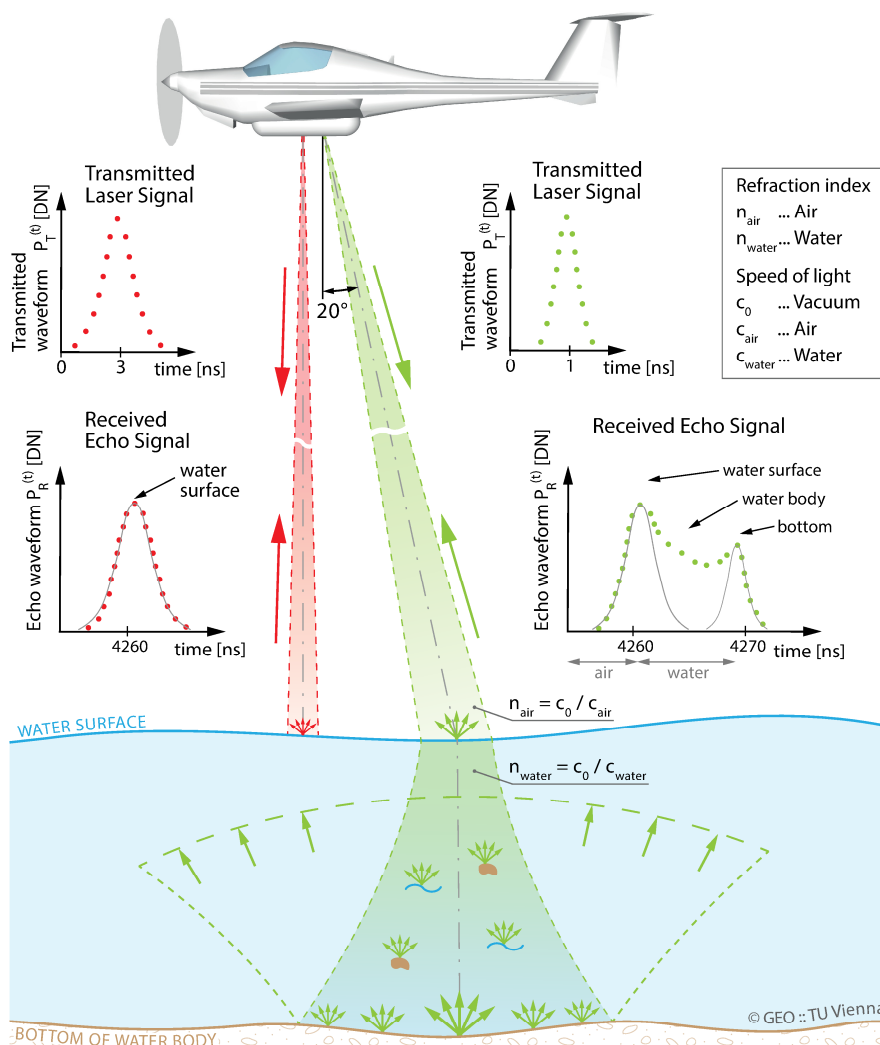 Transmitted
Laser Signal
Transmitted
waveform P_T^(t) [DN]
0
3
time [ns]
20°
Transmitted
Laser Signal
Transmitted
waveform P_T^(t) [DN]
0
1
time [ns]
Refraction index
n_air ... Air
n_water ... Water
Speed of light
c_0 ... Vacuum
c_air ... Air
c_water ... Water
Received
Echo Signal
Echo waveform P_R^(t) [DN]
water
surface
4260
time [ns]
Received Echo Signal
Echo waveform P_R^(t) [DN]
water surface
water body
bottom
4260
4270
time [ns]
air
water
n_air = c_0 / c_air
WATER SURFACE
n_water = c_0 / c_water
© GEO :: TU Vienna
BOTTOM OF WATER BODY